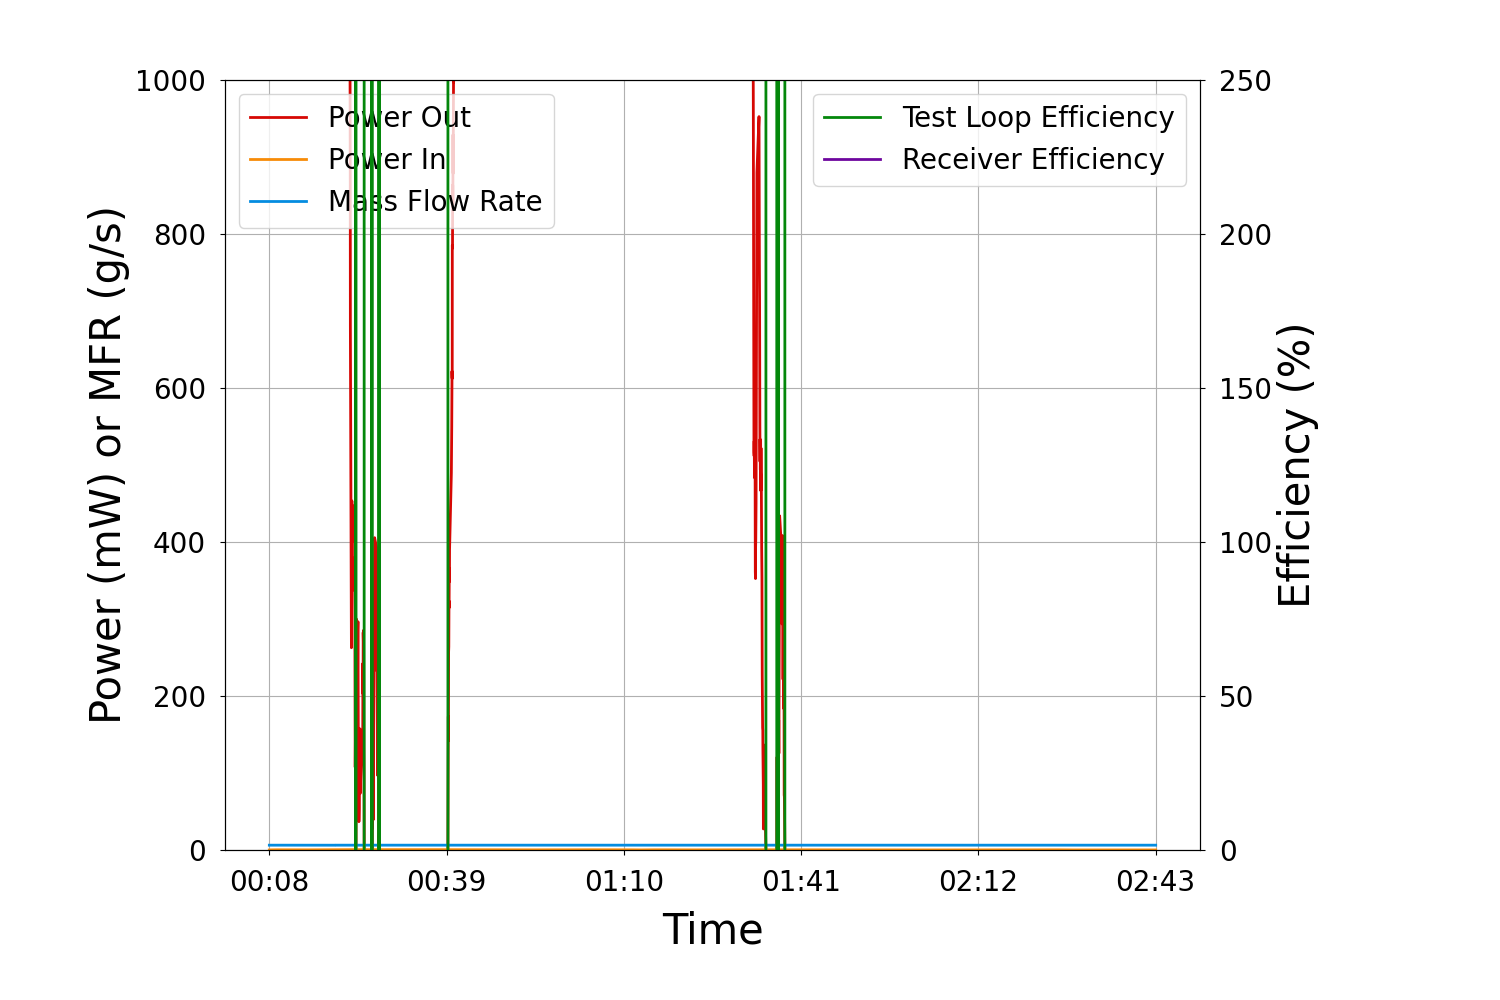 1000
800
600
400
200
0
Power (mW) or MFR (g/s)
Power Out
Power In
Mass Flow Rate
Test Loop Efficiency
Receiver Efficiency
250
200
150
100
50
0
Efficiency (%)
00:08 00:39 01:10 01:41 02:12 02:43
Time